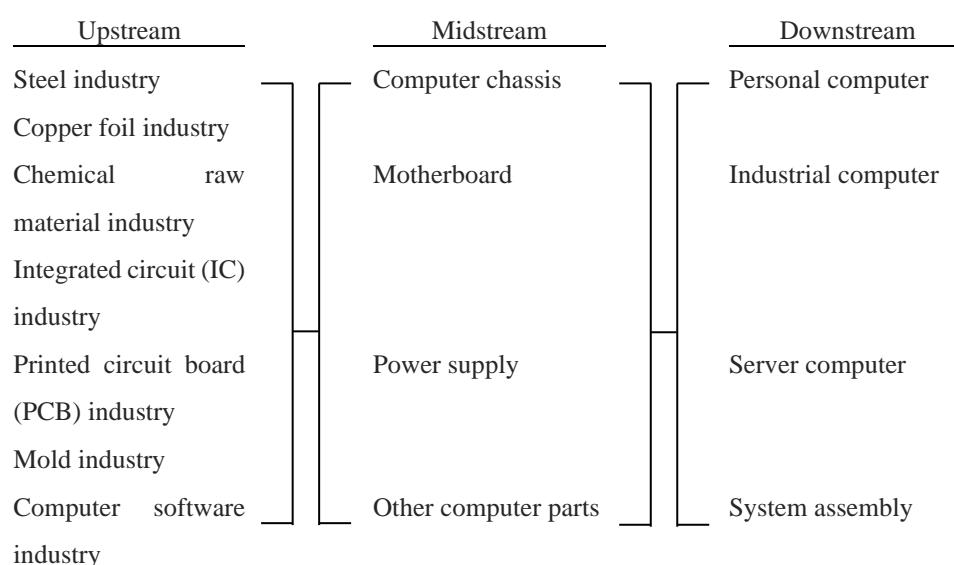 Upstream Midstream Downstream
Steel industry Computer chassis Personal computer
Copper foil industry
Chemical raw Motherboard Industrial computer
material industry
Integrated circuit (IC)
industry
Printed circuit board Power supply Server computer
(PCB) industry
Mold industry
Computer software Other computer parts System assembly
industry